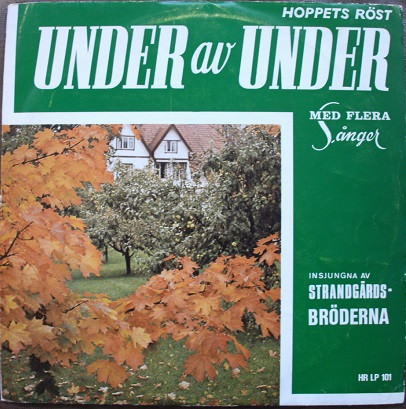 HOPPETS RÖST
UNDER av UNDER
MED FLERA
Sånger
INSJUNGNA AV
STRANDGÅRDS-
BRÖDERNA
HR LP 101